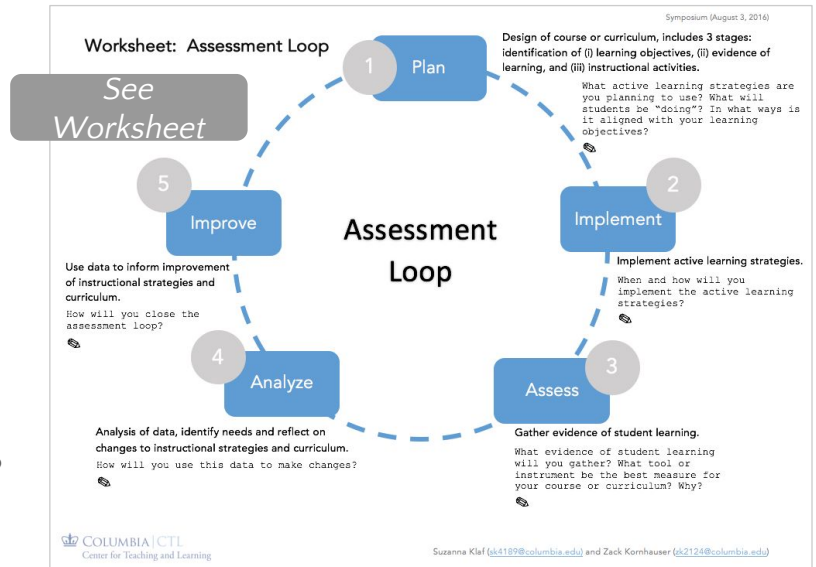 Symposium (August 3, 2016)
Worksheet: Assessment Loop
See
Worksheet
1
Plan
Design of course or curriculum, includes 3 stages:
identification of (i) learning objectives, (ii) evidence of
learning, and (iii) instructional activities.
What active learning strategies are
you planning to use? What will
students be "doing"? In what ways is
it aligned with your learning
objectives?
2
Implement
Implement active learning strategies.
When and how will you
implement the active learning
strategies?
Assessment
Loop
3
Assess
Gather evidence of student learning.
What evidence of student learning
will you gather? What tool or
instrument be the best measure for
your course or curriculum? Why?
4
Analyze
Analysis of data, identify needs and reflect on
changes to instructional strategies and curriculum.
How will you use this data to make changes?
5
Improve
Use data to inform improvement
of instructional strategies and
curriculum.
How will you close the
assessment loop?
COLUMBIA | CTL
Center for Teaching and Learning
Suzanna Klaf (sk4189@columbia.edu) and Zack Kornhauser (zk2124@columbia.edu)